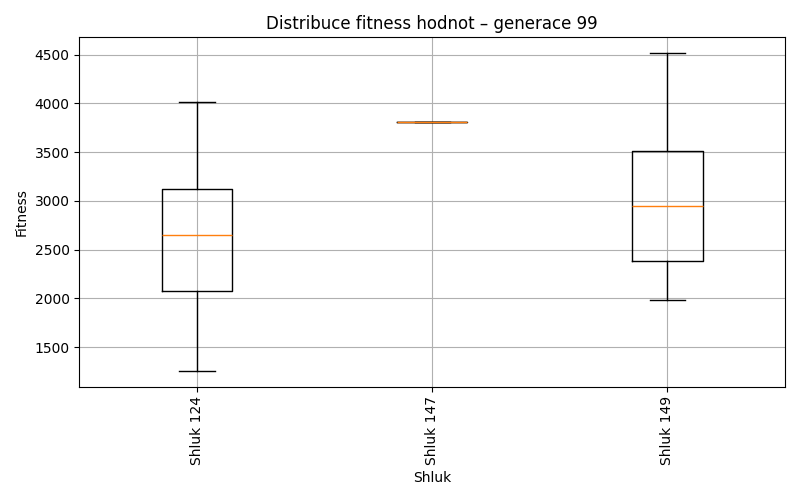 Distribuce fitness hodnot – generace 99
Fitness
4500
4000
3500
3000
2500
2000
1500
Shluk 124
Shluk 147
Shluk 149
Shluk